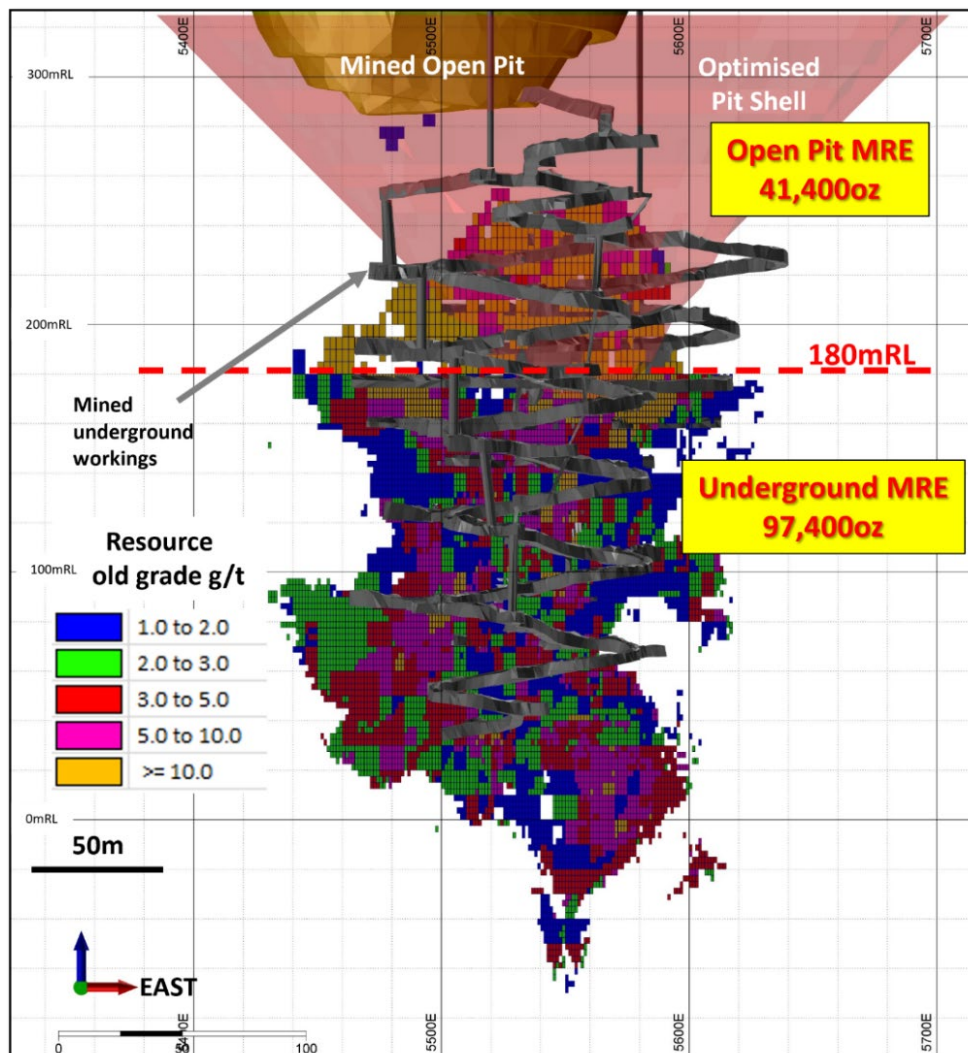 5400E
5500E
5600E
5700E
300mRL
Mined Open Pit
Optimised
Pit Shell
Open Pit MRE
41,400oz
200mRL
180mRL
Mined
underground
workings
Underground MRE
97,400oz
100mRL
Resource
old grade g/t
1.0 to 2.0
2.0 to 3.0
3.0 to 5.0
5.0 to 10.0
>= 10.0
0mRL
50m
EAST
5400E
5500E
5600E
5700E
0
50
100